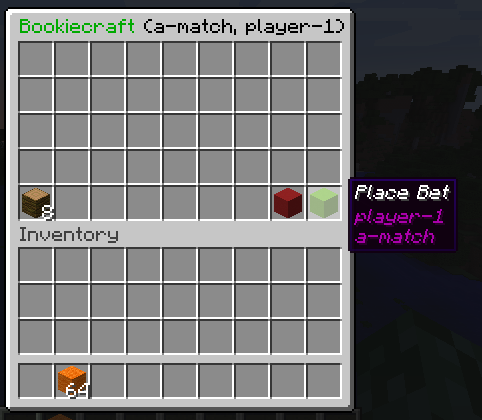 Bookiecraft (a-match, player-1)
8
Place Bet
player-1
a-match
Inventory
64